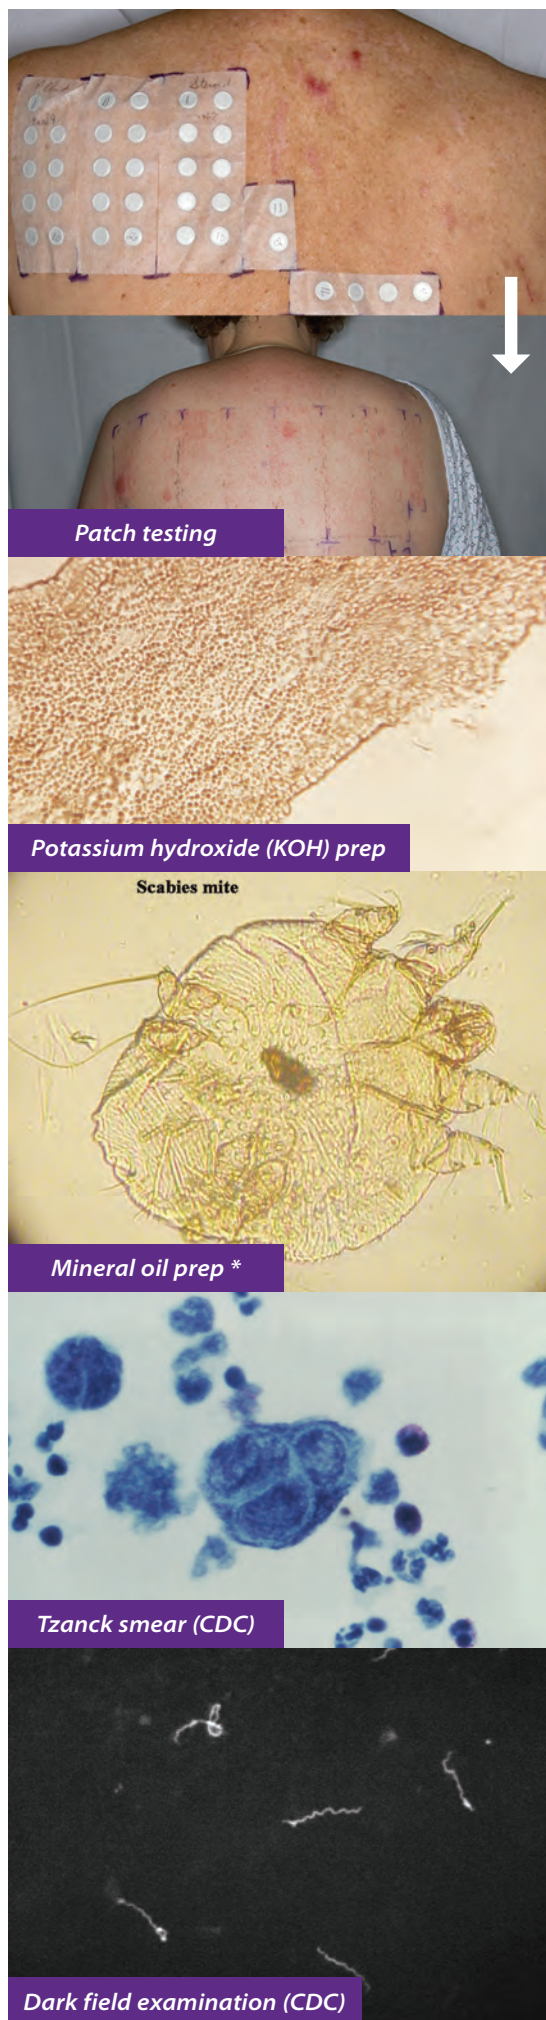 Patch testing
Potassium hydroxide (KOH) prep
Scabies mite
Mineral oil prep *
Tzanck smear (CDC)
Dark field examination (CDC)